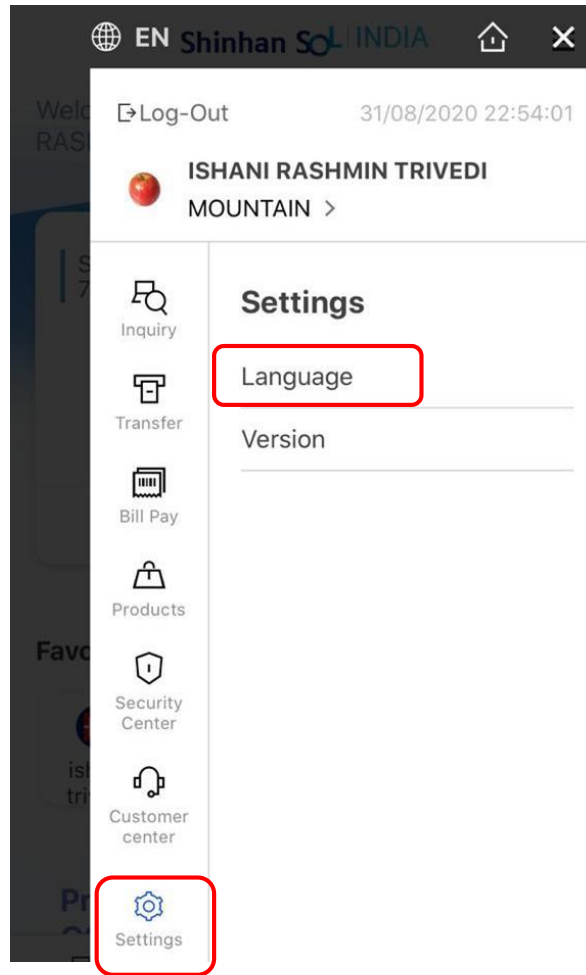 EN Shinhan SOL INDIA
Log-Out 31/08/2020 22:54:01
ISHANI RASHMIN TRIVEDI
MOUNTAIN >
Inquiry
Transfer
Bill Pay
Products
Security
Center
Customer
center
Settings
Settings
Language
Version